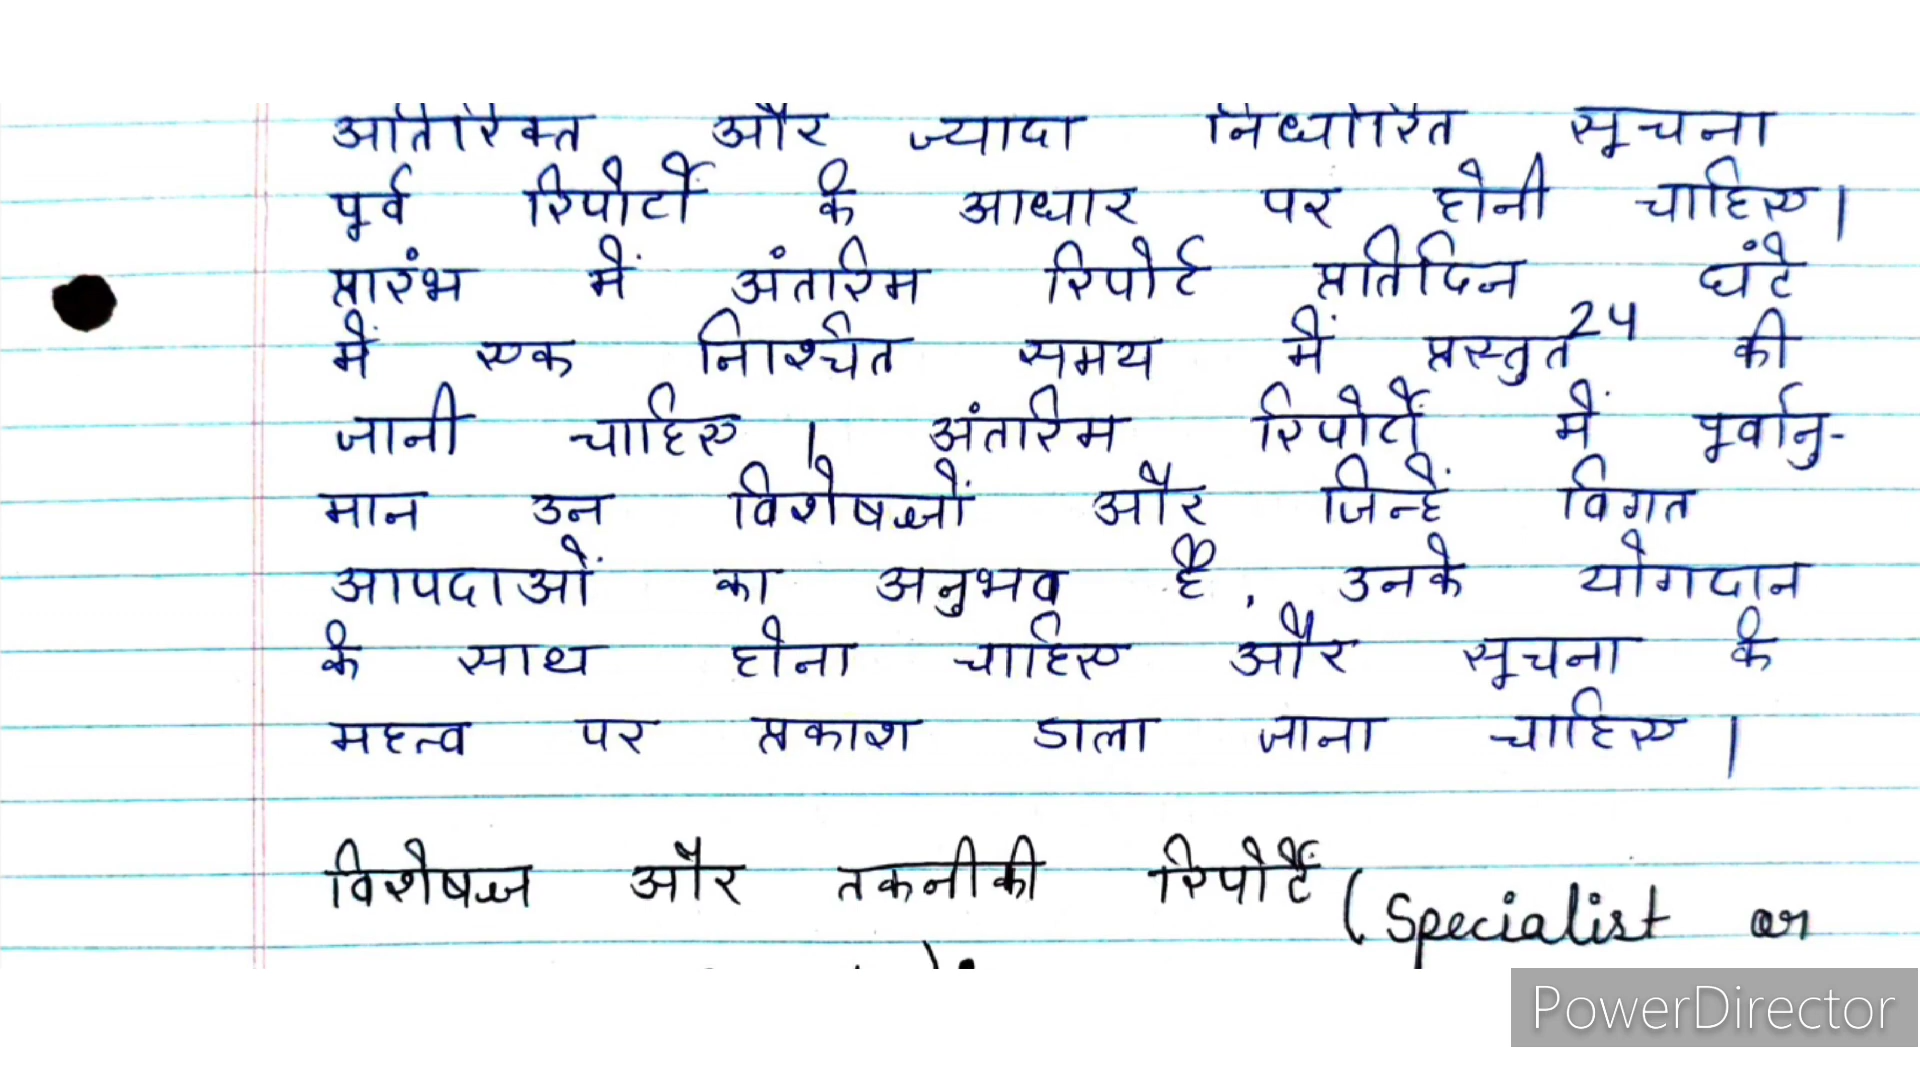 अतिरिक्त और ज्यादा निर्धारित सूचना
पूर्व रिपोर्टों के आधार पर होनी चाहिए।
प्रारंभ में अंतरिम रिपोर्ट प्रतिदिन घंटे
में एक निश्चित समय में प्रस्तुत 24 की
जानी चाहिए। अंतरिम रिपोर्टों में पूर्वानु-
मान उन विशेषज्ञों और जिन्हें विगत
आपदाओं का अनुभव है, उनके योगदान
के साथ होना चाहिए और सूचना के
महत्व पर प्रकाश डाला जाना चाहिए।
विशेषज्ञ और तकनीकी रिपोर्टें (Specialist or
PowerDirector